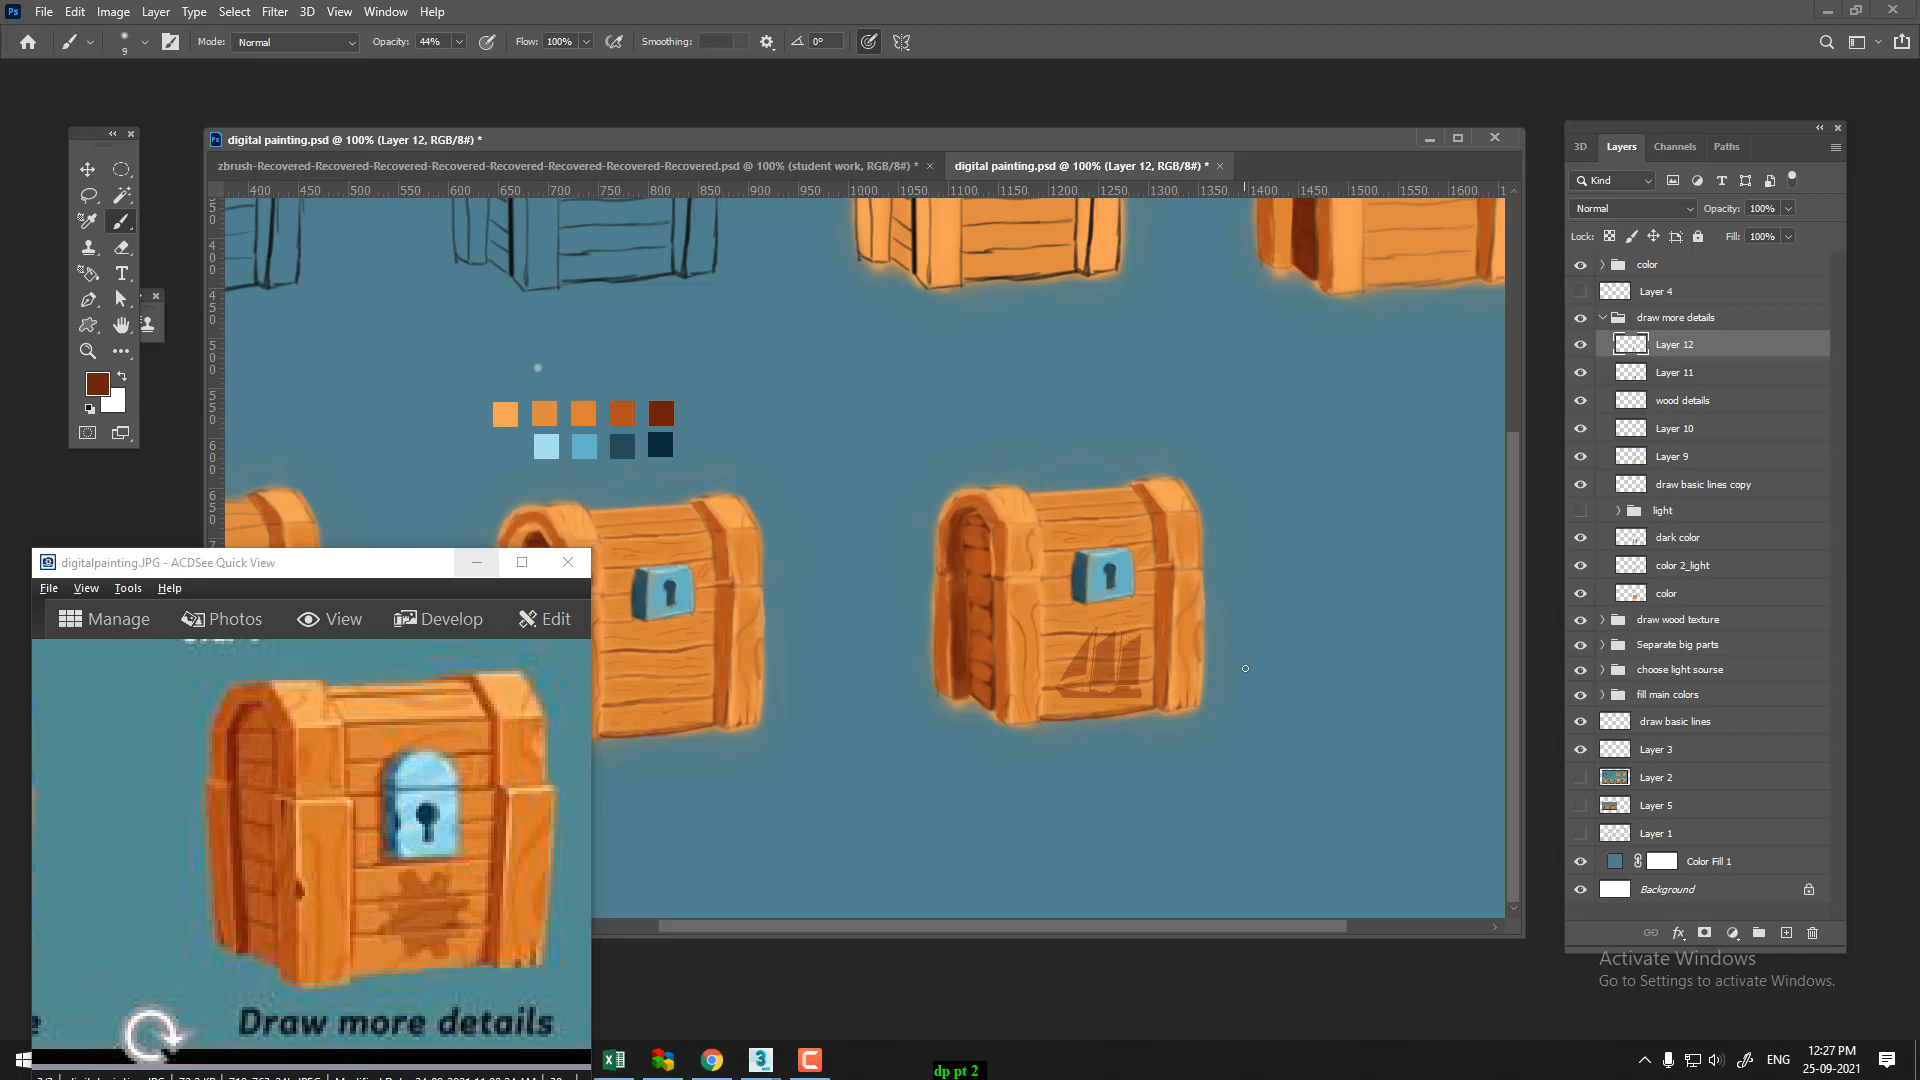 Ps File Edit Image Layer Type Select Filter 3D View Window Help
9 Mode: Normal Opacity: 44% Flow: 100% Smoothing: 0°
digital painting.psd @ 100% (Layer 12, RGB/8#) *
zbrush-Recovered-Recovered-Recovered-Recovered-Recovered-Recovered-Recovered-Recovered.psd @ 100% (student work, RGB/8#) *
digital painting.psd @ 100% (Layer 12, RGB/8#) *
400 450 500 550 600 650 700 750 800 850 900 950 1000 1050 1100 1150 1200 1250 1300 1350 1400 1450 1500 1550 1600
3D Layers Channels Paths
Kind
Normal Opacity: 100%
Lock: Fill: 100%
color
Layer 4
draw more details
Layer 12
Layer 11
wood details
Layer 10
Layer 9
draw basic lines copy
light
dark color
color 2_light
color
draw wood texture
Separate big parts
choose light sourse
fill main colors
draw basic lines
Layer 3
Layer 2
Layer 5
Layer 1
Color Fill 1
Background
fx
Activate Windows
Go to Settings to activate Windows.
digitalpainting.JPG - ACDSee Quick View
File View Tools Help
Manage Photos View Develop Edit
Draw more details
dp pt 2
ENG
12:27 PM
25-09-2021